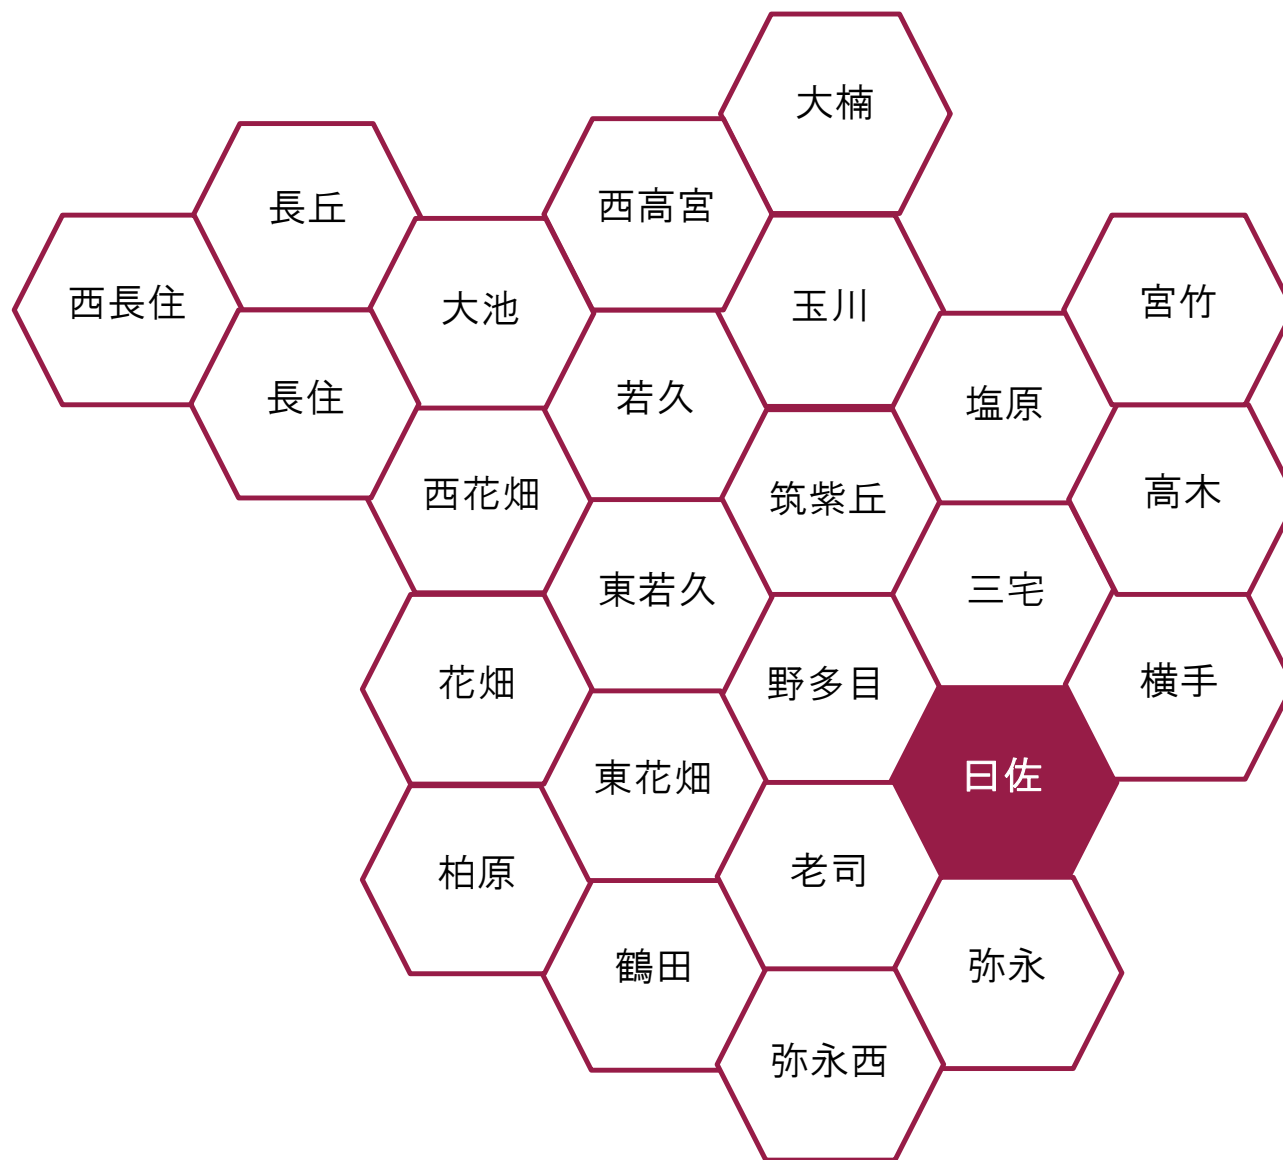 大楠
西高宮
長丘
西長住
大池
玉川
宮竹
長住
若久
塩原
西花畑
筑紫丘
高木
東若久
三宅
花畑
野多目
横手
東花畑
曰佐
柏原
老司
鶴田
弥永
弥永西